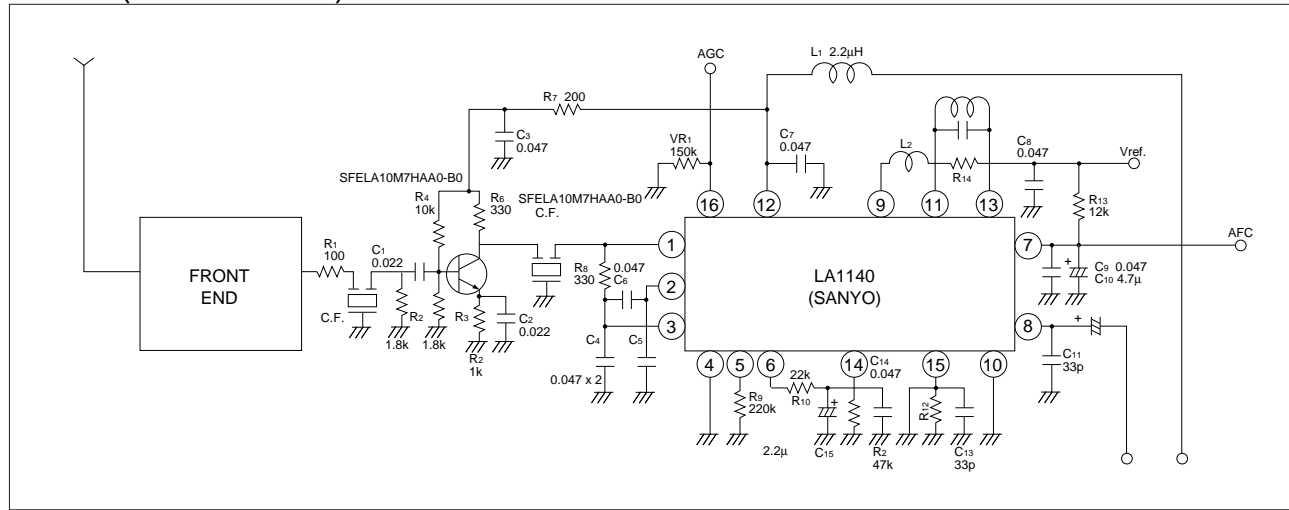 AGC
L1 2.2μH
R7 200
C3
0.047
VR1
150k
C7
0.047
L2
R14
C8
0.047
Vref.
R13
12k
SFELA10M7HAA0-B0
R4
10k
R6
330
SFELA10M7HAA0-B0
C.F.
16
12
9
11
13
FRONT
END
R1
100
C1
0.022
C.F.
R2
1.8k
R3
1.8k
R2
1k
C2
0.022
R8
330
0.047
C6
C4
C5
0.047 x 2
1
2
3
LA1140
(SANYO)
7
AFC
C9 0.047
C10 4.7μ
8
+
C11
33p
4
5
6
14
15
10
R9
220k
22k
R10
+
2.2μ
C15
C14
0.047
R2
47k
R12
C13
33p
+